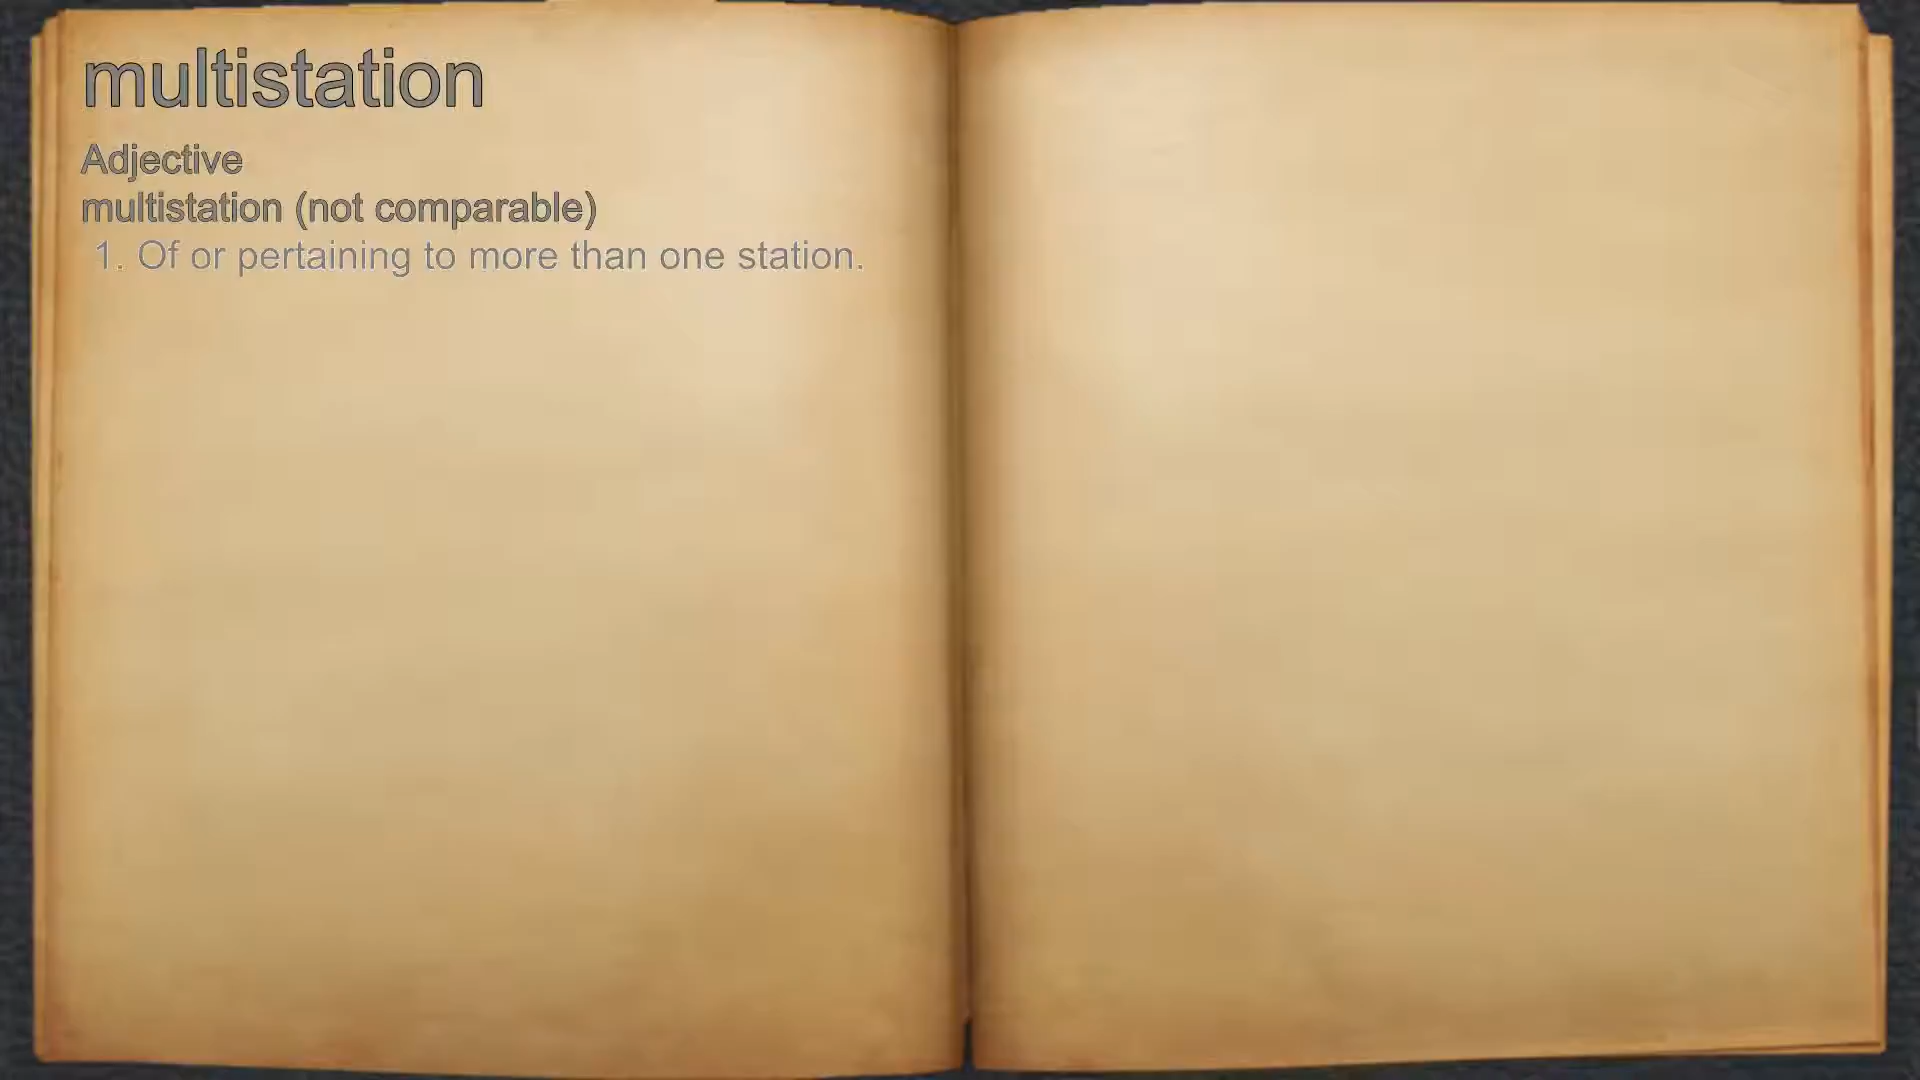 multistation
Adjective
multistation (not comparable)
1. Of or pertaining to more than one station.